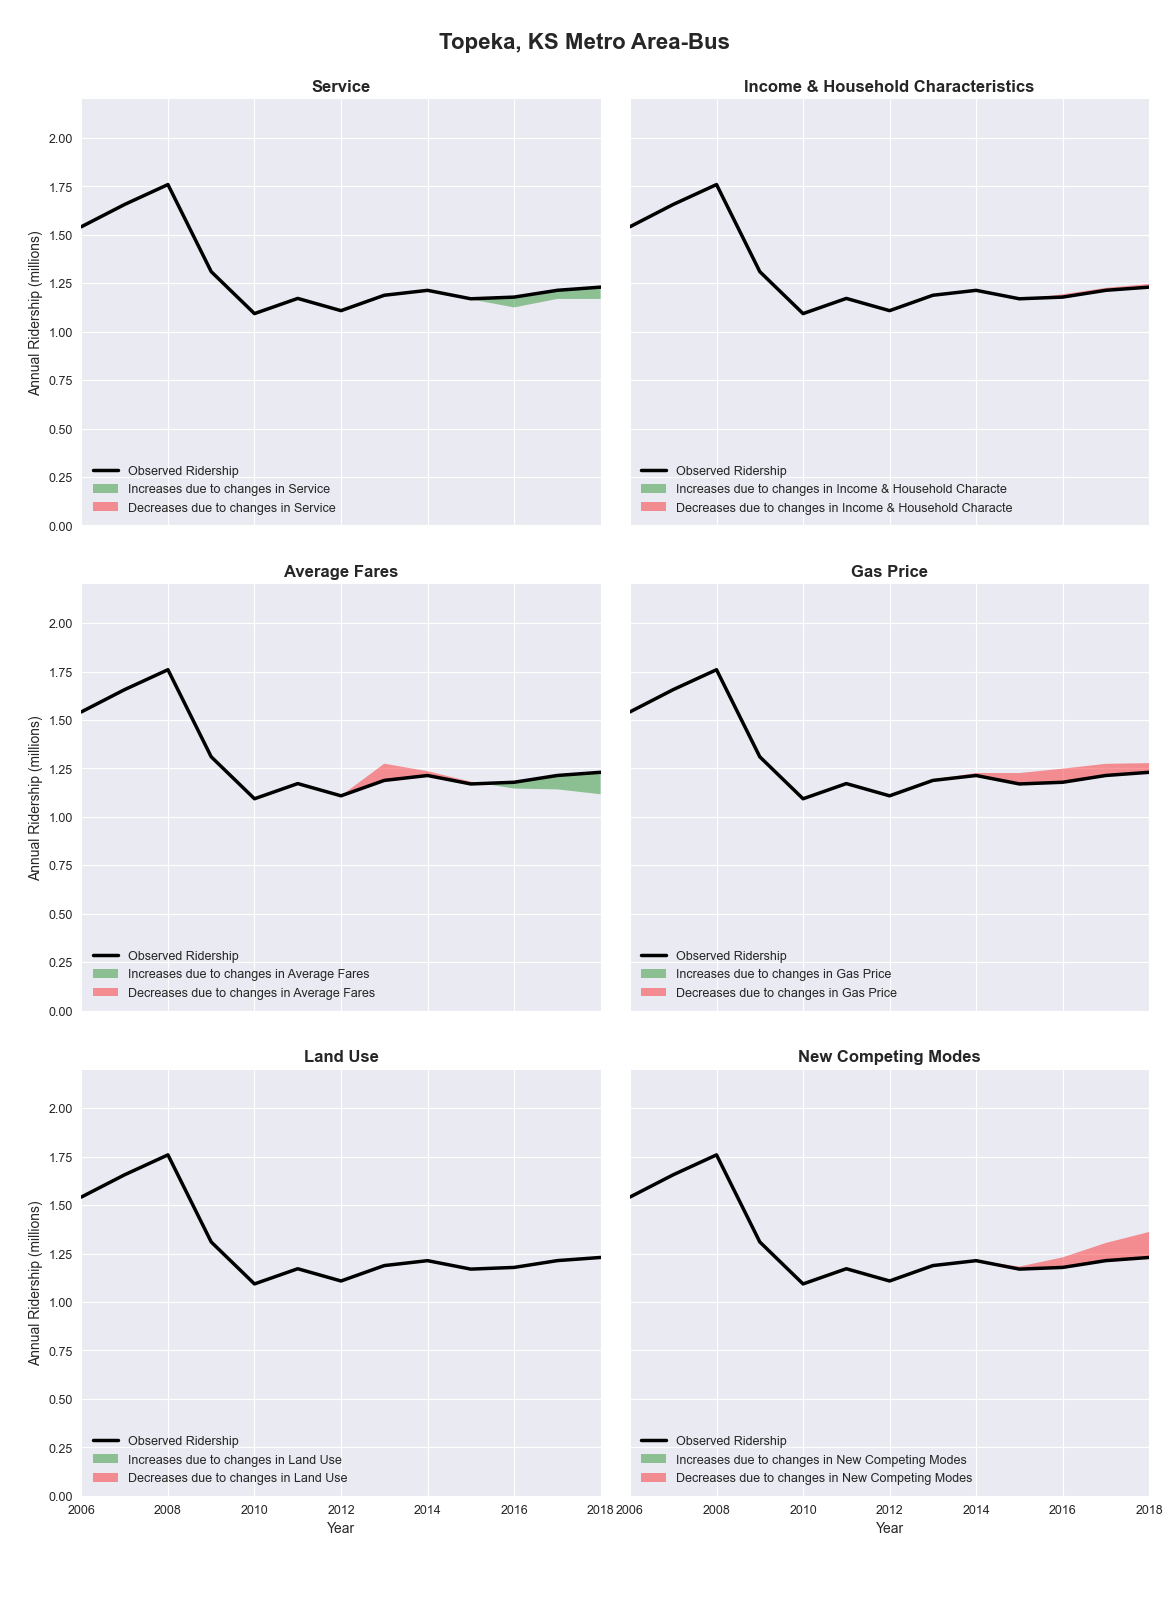 Topeka, KS Metro Area-Bus
Service
Annual Ridership (millions)
2.00
1.75
1.50
1.25
1.00
0.75
0.50
0.25
0.00
Observed Ridership
Increases due to changes in Service
Decreases due to changes in Service
Income & Household Characteristics
Observed Ridership
Increases due to changes in Income & Household Characte
Decreases due to changes in Income & Household Characte
Average Fares
Annual Ridership (millions)
2.00
1.75
1.50
1.25
1.00
0.75
0.50
0.25
0.00
Observed Ridership
Increases due to changes in Average Fares
Decreases due to changes in Average Fares
Gas Price
Observed Ridership
Increases due to changes in Gas Price
Decreases due to changes in Gas Price
Land Use
Annual Ridership (millions)
2.00
1.75
1.50
1.25
1.00
0.75
0.50
0.25
0.00
Observed Ridership
Increases due to changes in Land Use
Decreases due to changes in Land Use
2006 2008 2010 2012 2014 2016 2018
Year
New Competing Modes
Observed Ridership
Increases due to changes in New Competing Modes
Decreases due to changes in New Competing Modes
2006 2008 2010 2012 2014 2016 2018
Year